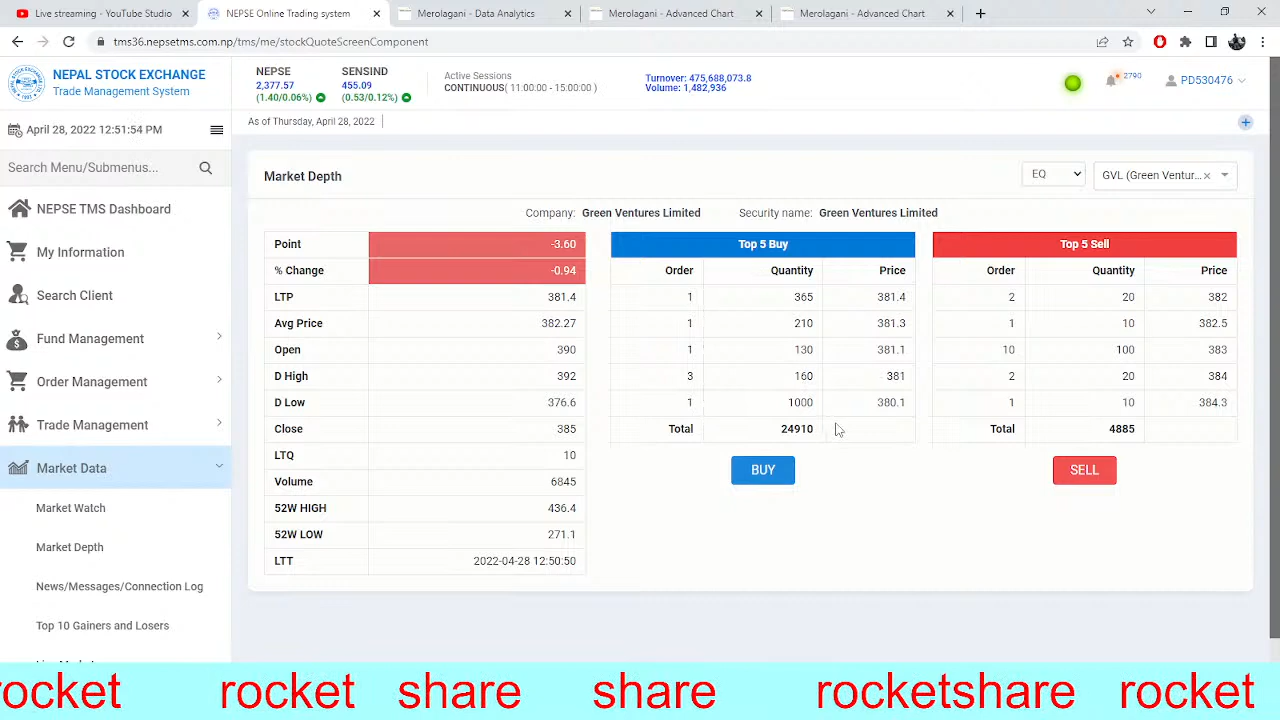 Live streaming - YouTube Studio
NEPSE Online Trading system
Merolagani - Data Analytics
Merolagani - Advanced Chart
Merolagani - Advanced Chart
tms36.nepsetms.com.np/tms/me/stockQuoteScreenComponent
NEPAL STOCK EXCHANGE
Trade Management System
NEPSE
2,377.57
(1.40/0.06%)
SENSIND
455.09
(0.53/0.12%)
Active Sessions
CONTINUOUS( 11:00:00 - 15:00:00 )
Turnover: 475,688,073.8
Volume: 1,482,936
2790
PD530476
April 28, 2022 12:51:54 PM
As of Thursday, April 28, 2022
Search Menu/Submenus...
NEPSE TMS Dashboard
My Information
Search Client
Fund Management
Order Management
Trade Management
Market Data
Market Watch
Market Depth
News/Messages/Connection Log
Top 10 Gainers and Losers
Market Depth
EQ
GVL (Green Ventur...
Company: Green Ventures Limited
Security name: Green Ventures Limited
Point -3.60
% Change -0.94
LTP 381.4
Avg Price 382.27
Open 390
D High 392
D Low 376.6
Close 385
LTQ 10
Volume 6845
52W HIGH 436.4
52W LOW 271.1
LTT 2022-04-28 12:50:50
Top 5 Buy
Order Quantity Price
1 365 381.4
1 210 381.3
1 130 381.1
3 160 381
1 1000 380.1
Total 24910
BUY
Top 5 Sell
Order Quantity Price
2 20 382
1 10 382.5
10 100 383
2 20 384
1 10 384.3
Total 4885
SELL
rocket rocket share share rocketshare rocket